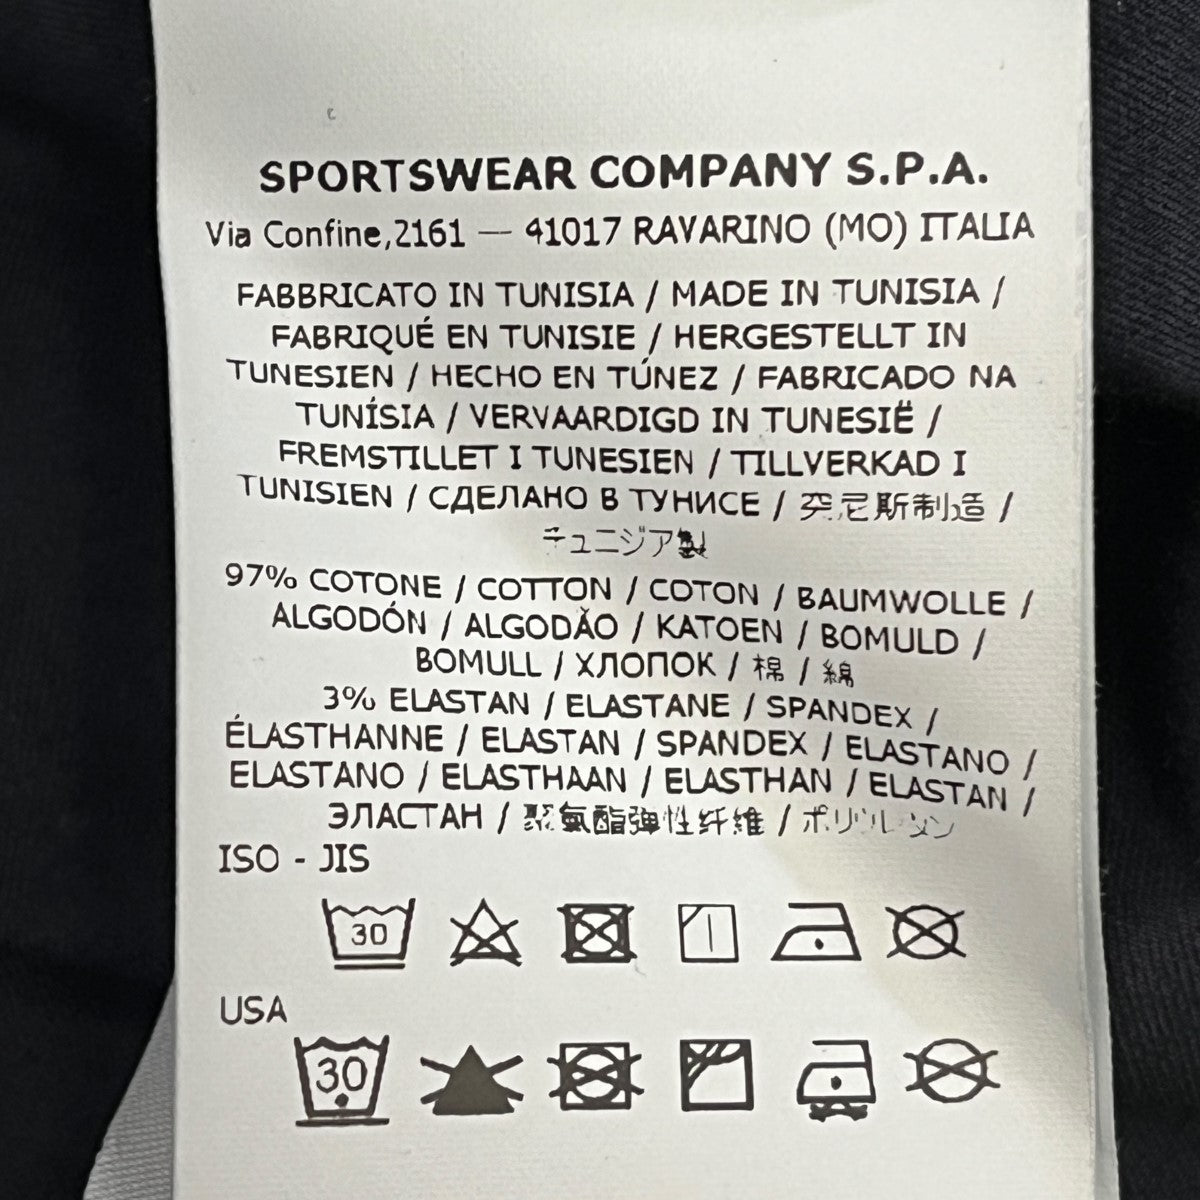 SPORTSWEAR COMPANY S.P.A.
Via Confine,2161 — 41017 RAVARINO (MO) ITALIA
FABBRICATO IN TUNISIA / MADE IN TUNISIA /
FABRIQUÉ EN TUNISIE / HERGESTELLT IN
TUNESIEN / HECHO EN TÚNEZ / FABRICADO NA
TUNÍSIA / VERVAARDIGD IN TUNESIË /
FREMSTILLET I TUNESIEN / TILLVERKAD I
TUNISIEN / СДЕЛАНО В ТУНИСЕ / 突尼斯制造 /
チュニジア製
97% COTONE / COTTON / COTON / BAUMWOLLE /
ALGODÓN / ALGODÃO / KATOEN / BOMULD /
BOMULL / ХЛОПОК / 棉 / 綿
3% ELASTAN / ELASTANE / SPANDEX /
ÉLASTHANNE / ELASTAN / SPANDEX / ELASTANO /
ELASTANO / ELASTHAAN / ELASTHAN / ELASTAN /
ЭЛАСТАН / 聚氨酯弹性纤维 /
ISO - JIS
30
USA
30